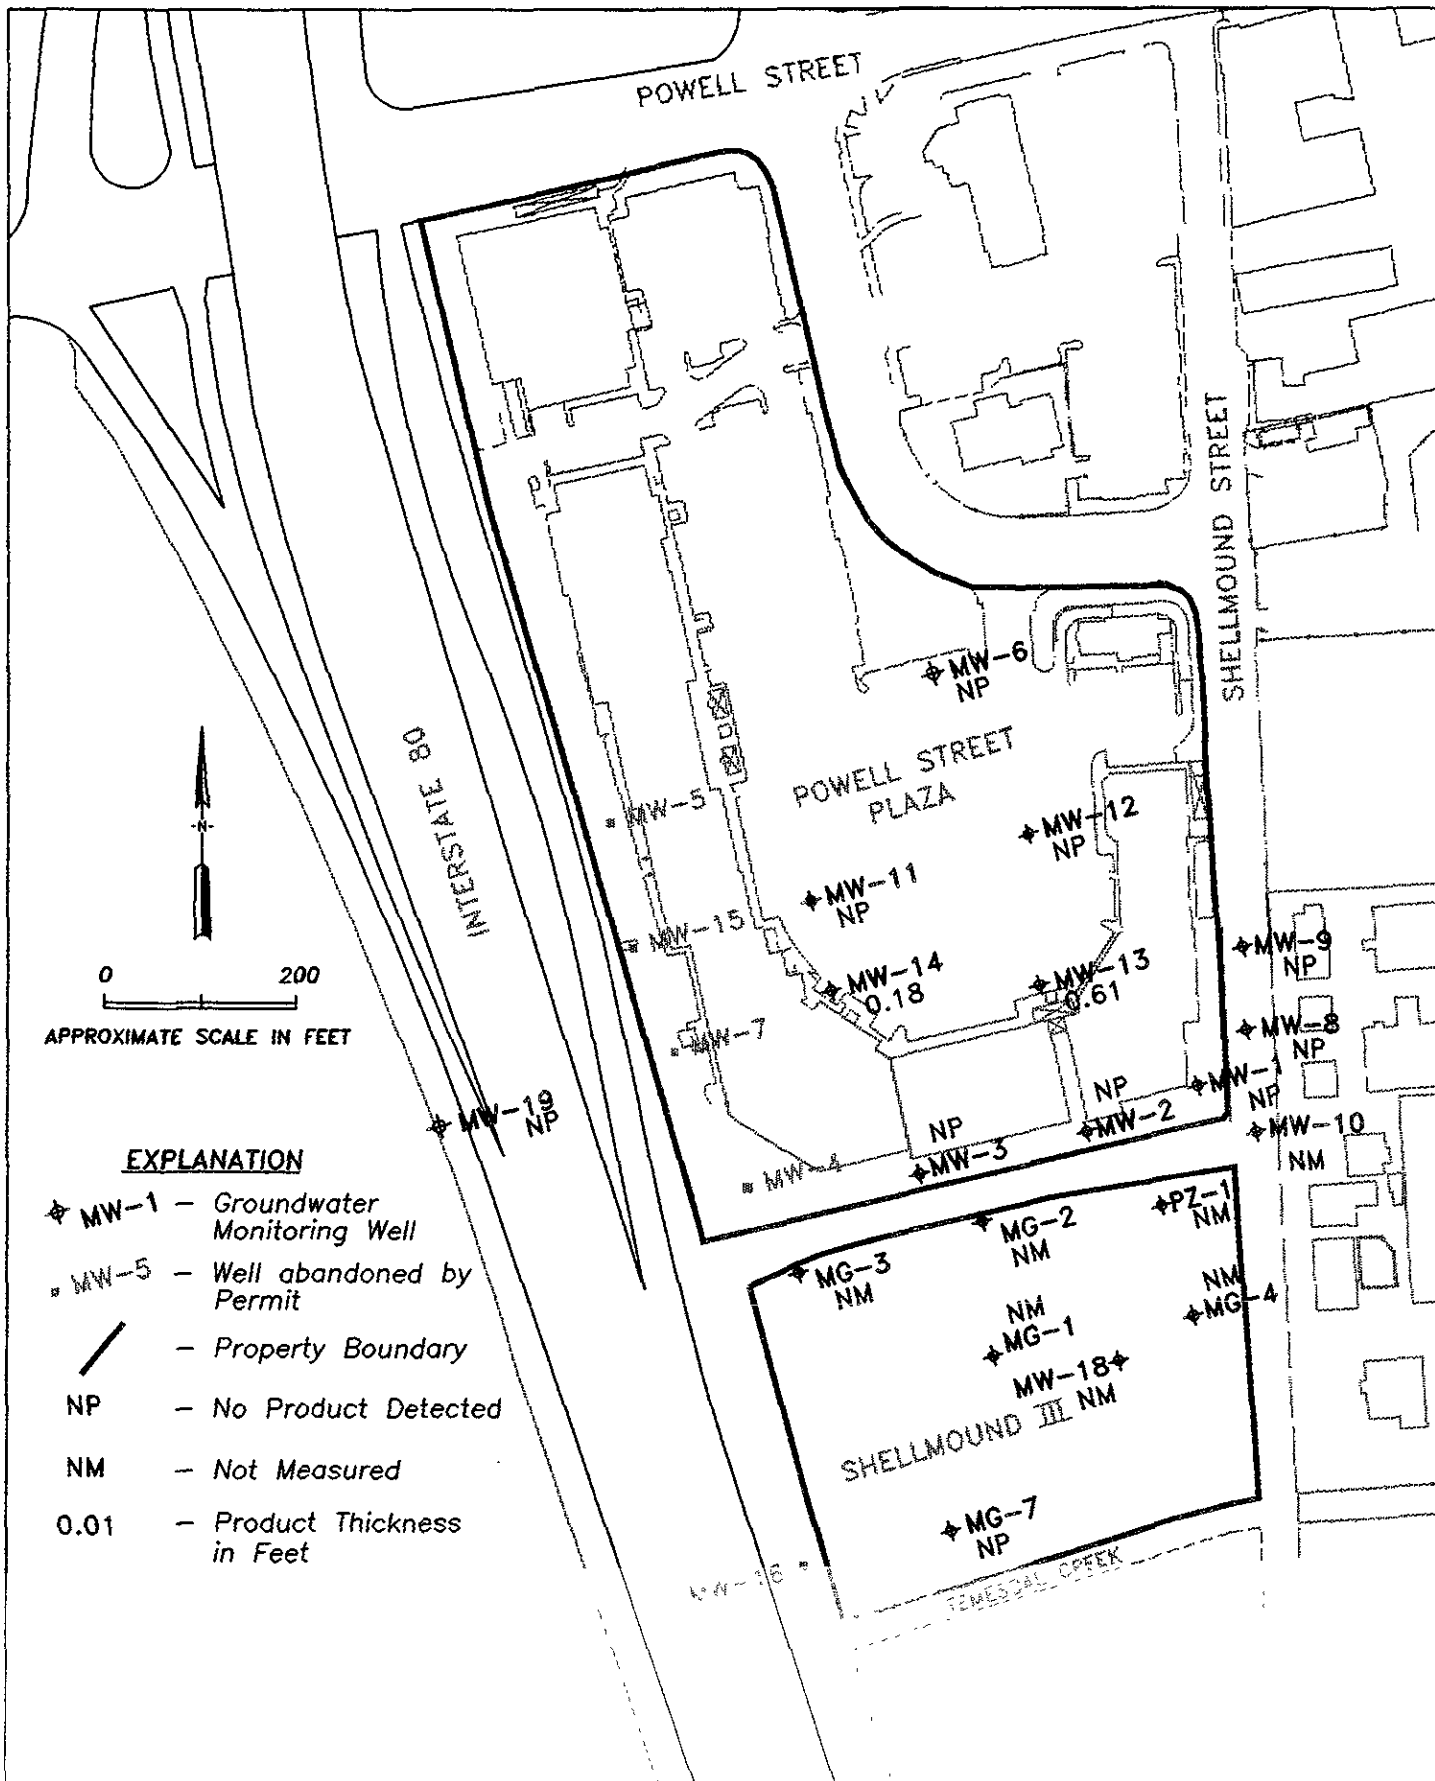 POWELL STREET
SHELLMOUND STREET
MW-6
NP
POWELL STREET
PLAZA
INTERSTATE 80
MW-5
MW-12
NP
MW-11
NP
MW-15
MW-9
NP
-N-
0 200
APPROXIMATE SCALE IN FEET
MW-14
0.18
MW-13
0.61
MW-8
NP
MW-7
MW-1
NP
NP
MW-2
MW-10
NM
MW-19
NP
NP
MW-3
MW-4
PZ-1
NM
MG-2
NM
MG-3
NM
NM
MG-4
NM
MG-1
MW-18
NM
SHELLMOUND III
MG-7
NP
MW-16
TEMESCAL CREEK
EXPLANATION
MW-1 - Groundwater
Monitoring Well
MW-5 - Well abandoned by
Permit
- Property Boundary
NP - No Product Detected
NM - Not Measured
0.01 - Product Thickness
in Feet